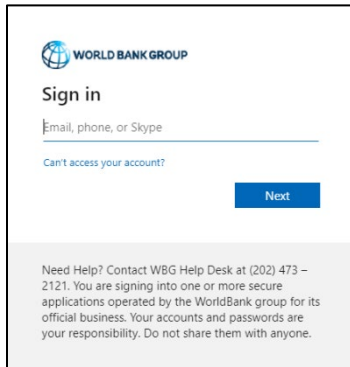 WORLD BANK GROUP
Sign in
Email, phone, or Skype
Can't access your account?
Next
Need Help? Contact WBG Help Desk at (202) 473 –
2121. You are signing into one or more secure
applications operated by the WorldBank group for its
official business. Your accounts and passwords are
your responsibility. Do not share them with anyone.